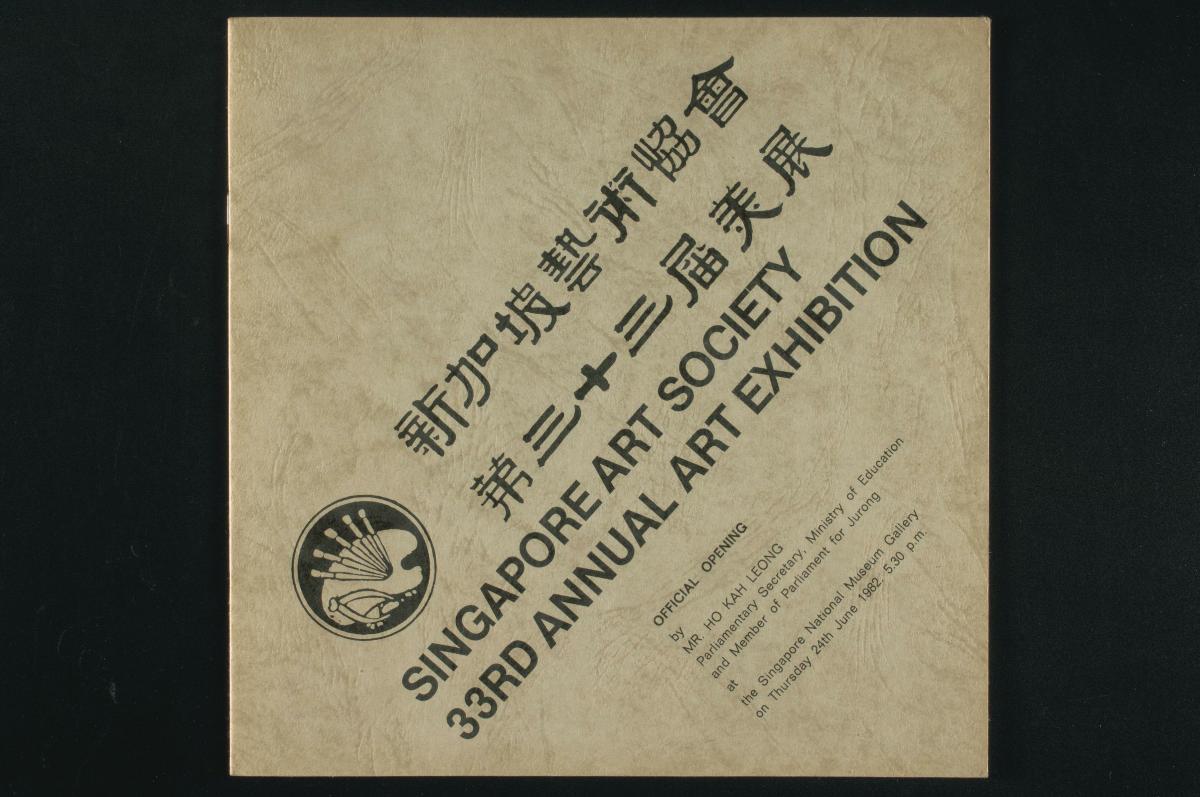 新加坡藝術協會
第三十三届美展
SINGAPORE ART SOCIETY
33RD ANNUAL ART EXHIBITION
OFFICIAL OPENING
by
MR. HO KAH LEONG
Parliamentary Secretary, Ministry of Education
and Member of Parliament for Jurong
at
the Singapore National Museum Gallery
on Thursday 24th June 1982, 5.30 p.m.